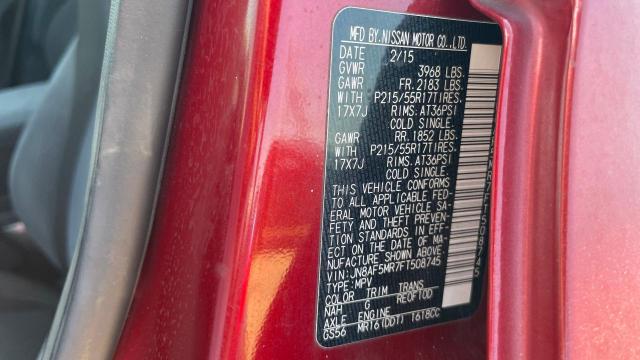 MFD BY.NISSAN MOTOR CO.,LTD.
DATE 2/15
GVWR 3968 LBS.
GAWR FR.2183 LBS.
WITH P215/55R17TIRES.
17X7J RIMS.AT36PSI
COLD SINGLE.
GAWR RR.1852 LBS.
WITH P215/55R17TIRES.
17X7J RIMS.AT36PSI
COLD SINGLE.
THIS VEHICLE CONFORMS
TO ALL APPLICABLE FED-
ERAL MOTOR VEHICLE SA-
FETY AND THEFT PREVEN-
TION STANDARDS IN EFF-
ECT ON THE DATE OF MA-
NUFACTURE SHOWN ABOVE.
VIN: JN8AF5MR7FT508745
TYPE: MPV
COLOR TRIM TRANS
NAH G RE0F10D
AXLE ENGINE
GS56 MR16(DDT) 1618CC